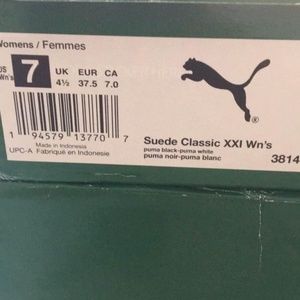 Womens / Femmes
US Wn's 7 UK 4½ EUR 37.5 CA 7.0
1 94579 13770 7
Made in Indonesia
UPC-A Fabriqué en Indonésie
Suede Classic XXI Wn's
puma black-puma white
puma noir-puma blanc
3814